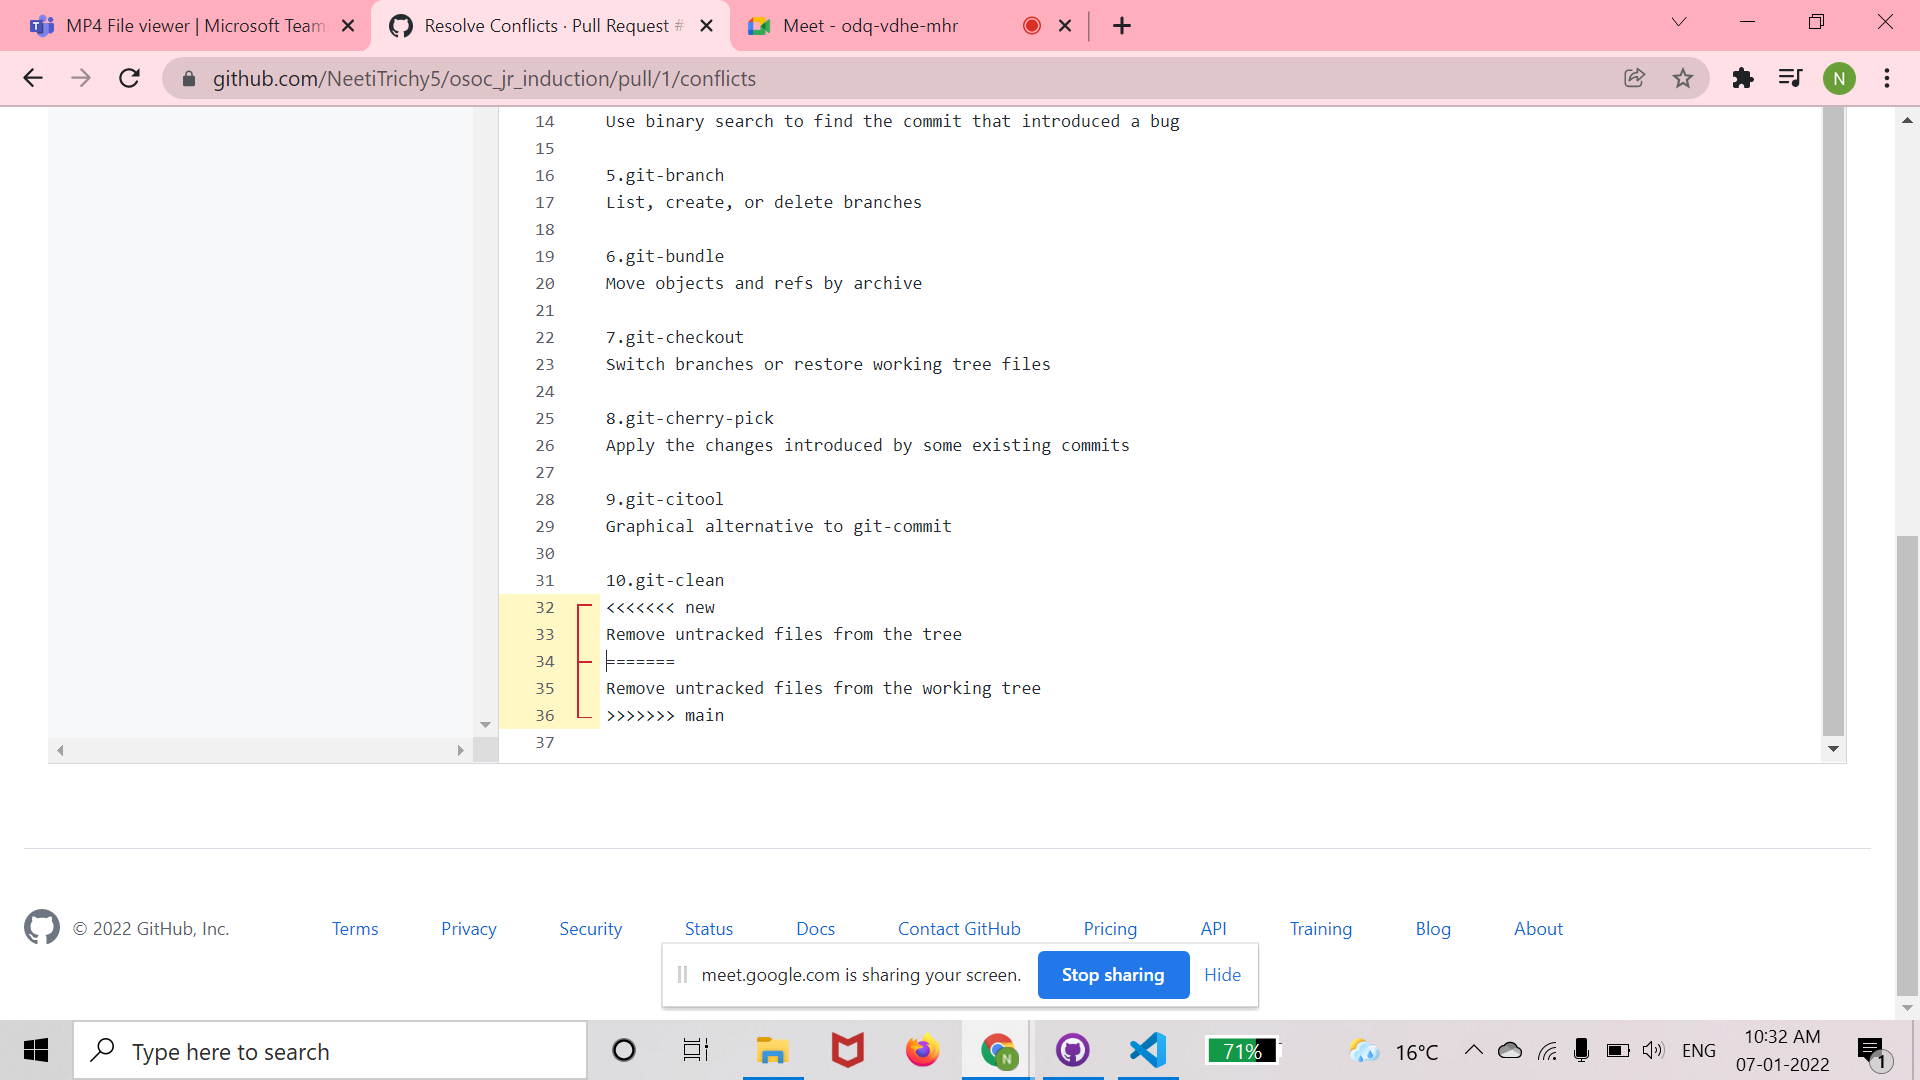 MP4 File viewer | Microsoft Team
Resolve Conflicts · Pull Request #
Meet - odq-vdhe-mhr
github.com/NeetiTrichy5/osoc_jr_induction/pull/1/conflicts
N
14 Use binary search to find the commit that introduced a bug
15
16 5.git-branch
17 List, create, or delete branches
18
19 6.git-bundle
20 Move objects and refs by archive
21
22 7.git-checkout
23 Switch branches or restore working tree files
24
25 8.git-cherry-pick
26 Apply the changes introduced by some existing commits
27
28 9.git-citool
29 Graphical alternative to git-commit
30
31 10.git-clean
32 <<<<<<< new
33 Remove untracked files from the tree
34 =======
35 Remove untracked files from the working tree
36 >>>>>>> main
37
© 2022 GitHub, Inc. Terms Privacy Security Status Docs Contact GitHub Pricing API Training Blog About
meet.google.com is sharing your screen. Stop sharing Hide
Type here to search
N
71%
16°C
ENG
10:32 AM
07-01-2022
1